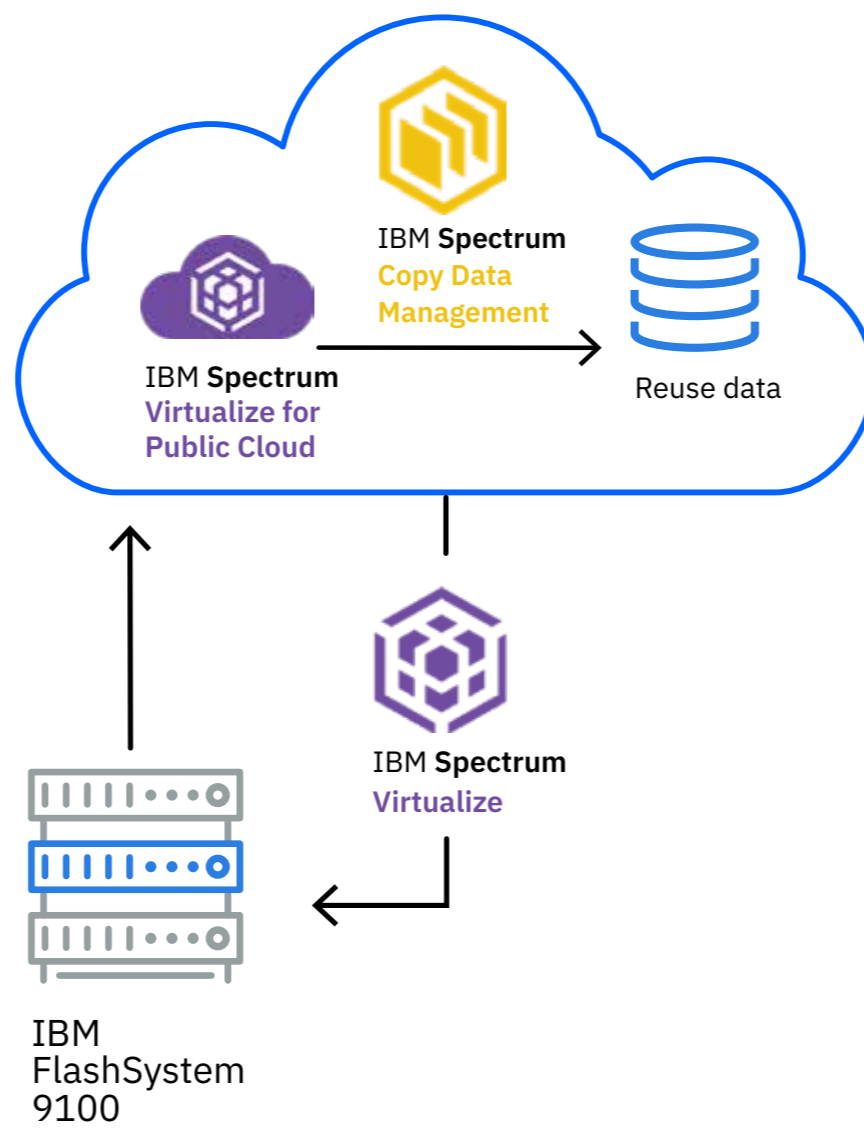 IBM Spectrum
Copy Data
Management
IBM Spectrum
Virtualize for
Public Cloud
Reuse data
IBM Spectrum
Virtualize
IBM
FlashSystem
9100